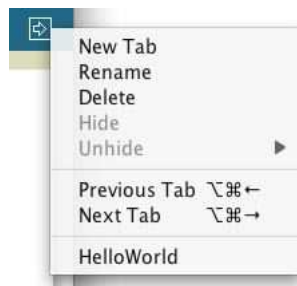 New Tab
Rename
Delete
Hide
Unhide
Previous Tab ⌥⌘←
Next Tab ⌥⌘→
HelloWorld